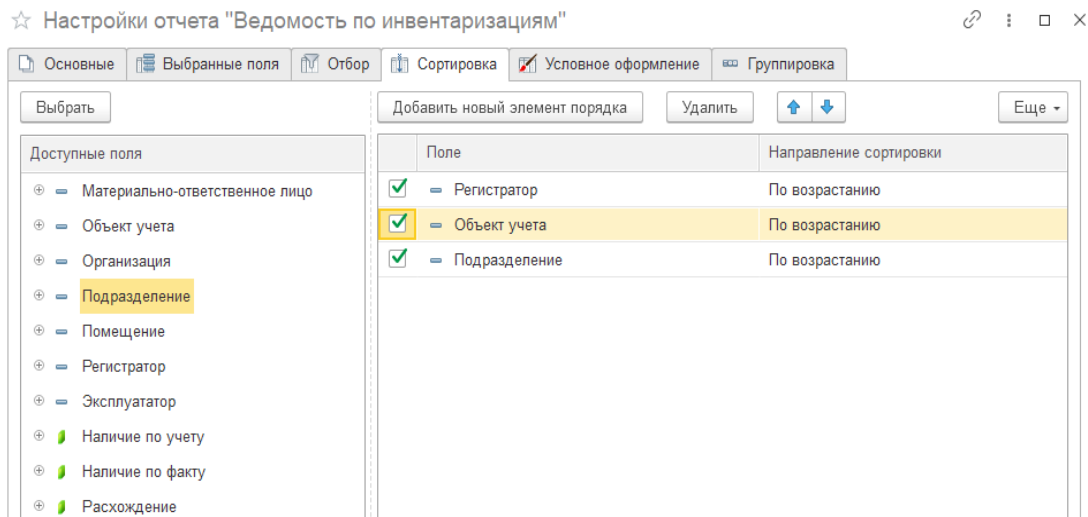 Настройки отчета "Ведомость по инвентаризациям"
Основные Выбранные поля Отбор Сортировка Условное оформление Группировка
Выбрать Добавить новый элемент порядка Удалить Еще
Доступные поля Поле Направление сортировки
Материально-ответственное лицо Регистратор По возрастанию
Объект учета Объект учета По возрастанию
Организация Подразделение По возрастанию
Подразделение
Помещение
Регистратор
Эксплуататор
Наличие по учету
Наличие по факту
Расхождение